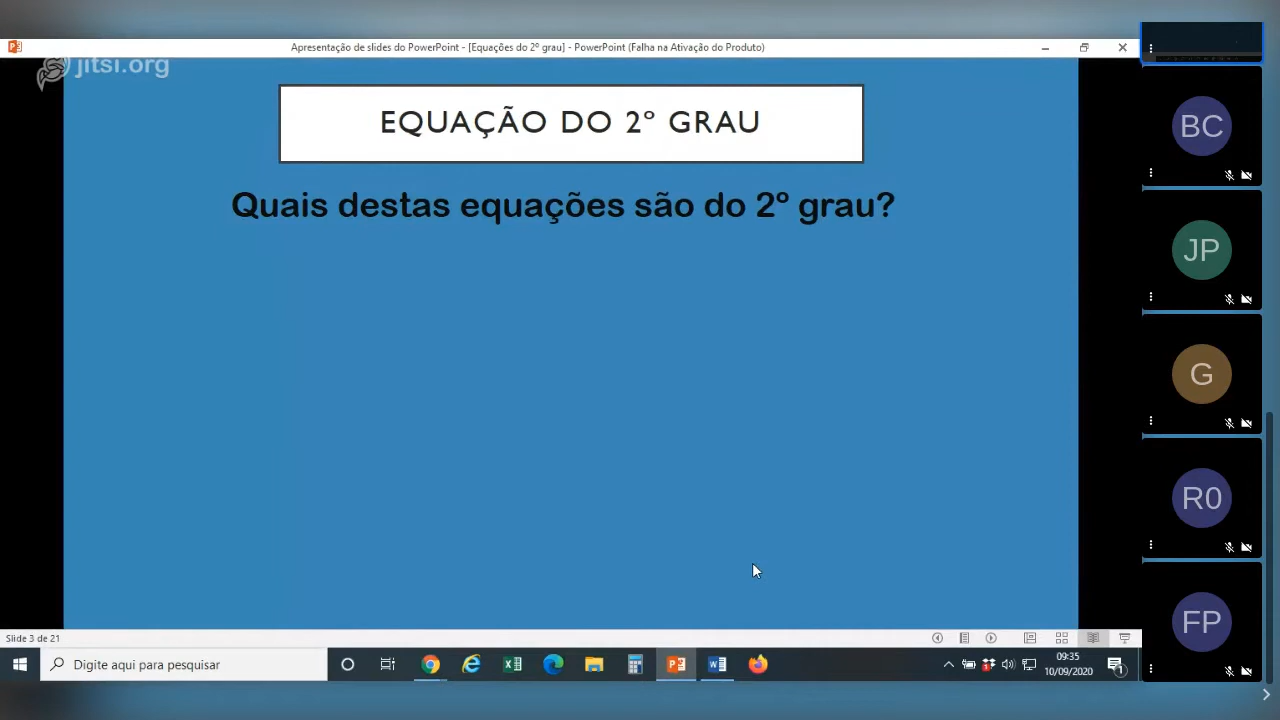 Apresentação de slides do PowerPoint - [Equações do 2º grau] - PowerPoint (Falha na Ativação do Produto)
jitsi.org
EQUAÇÃO DO 2º GRAU
Quais destas equações são do 2º grau?
BC
JP
G
R0
FP
Slide 3 de 21
Digite aqui para pesquisar
09:35
10/09/2020
1